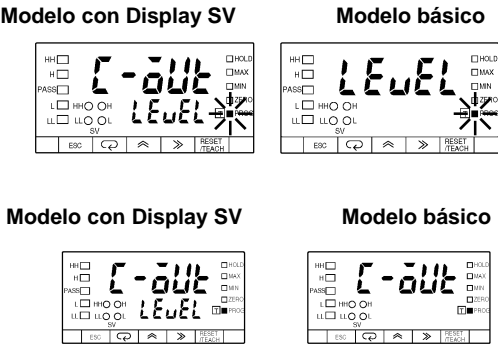 Modelo con Display SV
HH
H
PASS
L HH H
LL LL L
SV
C-oUt
LEvEL
HOLD
MAX
MIN
ZERO
T PROG
ESC
RESET
/TEACH
Modelo básico
HH
H
PASS
L HH H
LL LL L
SV
LEvEL
HOLD
MAX
MIN
ZERO
T PROG
ESC
RESET
/TEACH
Modelo con Display SV
HH
H
PASS
L HH H
LL LL L
SV
C-oUt
LEvEL
HOLD
MAX
MIN
ZERO
T PROG
ESC
RESET
/TEACH
Modelo básico
HH
H
PASS
L HH H
LL LL L
SV
C-oUt
HOLD
MAX
MIN
ZERO
T PROG
ESC
RESET
/TEACH